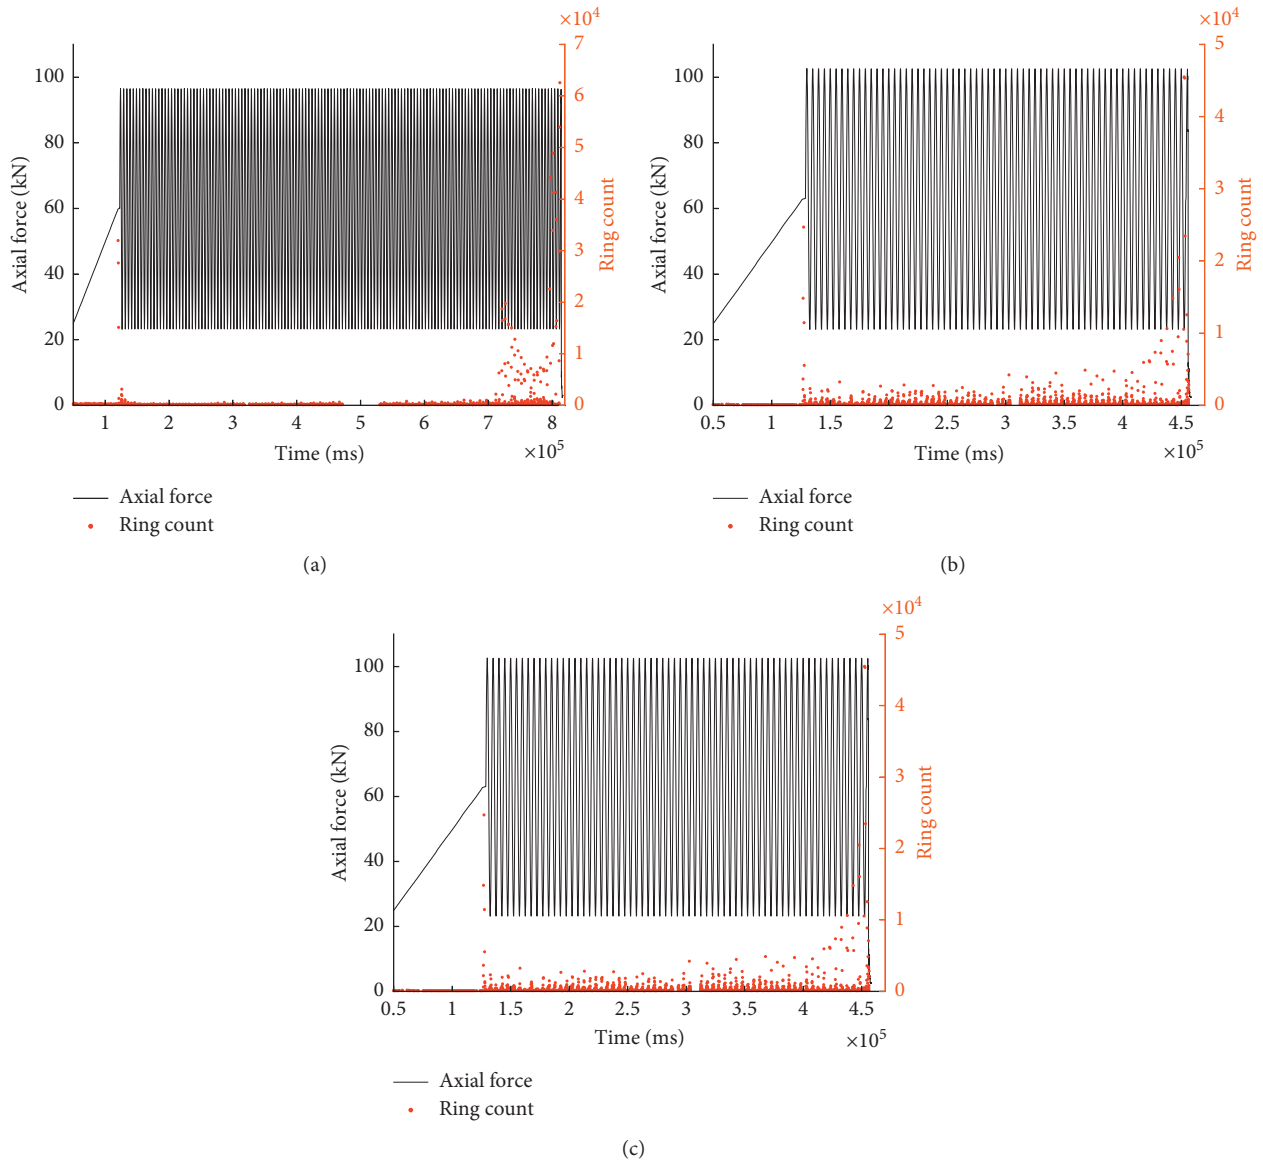 ×10⁴
7
100
6
80
5
4
60
3
40
2
20
1
0
0
Axial force (kN)
Ring count
1 2 3 4 5 6 7 8
Time (ms)
×10⁵
Axial force
Ring count
(a)
×10⁴
5
100
4
80
3
60
40
2
20
1
0
0
Axial force (kN)
Ring count
0.5 1 1.5 2 2.5 3 3.5 4 4.5
Time (ms)
×10⁵
Axial force
Ring count
(b)
×10⁴
5
100
4
80
3
60
40
2
20
1
0
0
Axial force (kN)
Ring count
0.5 1 1.5 2 2.5 3 3.5 4 4.5
Time (ms)
×10⁵
Axial force
Ring count
(c)